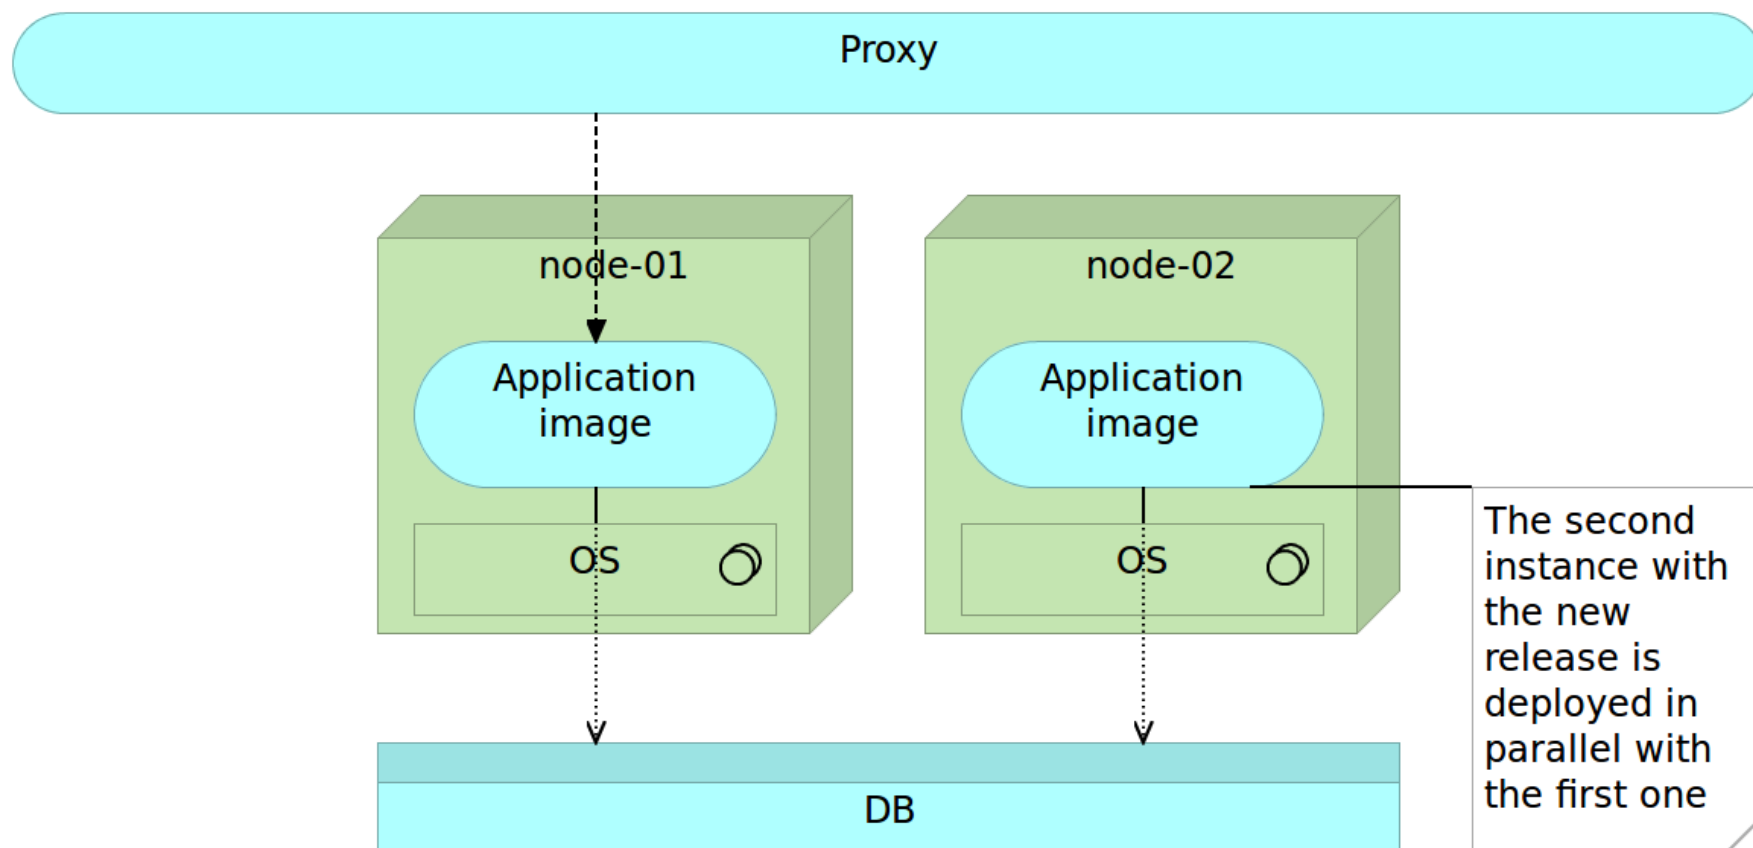 Proxy
node-01
node-02
Application
image
Application
image
OS
OS
The second
instance with
the new
release is
deployed in
parallel with
the first one
DB